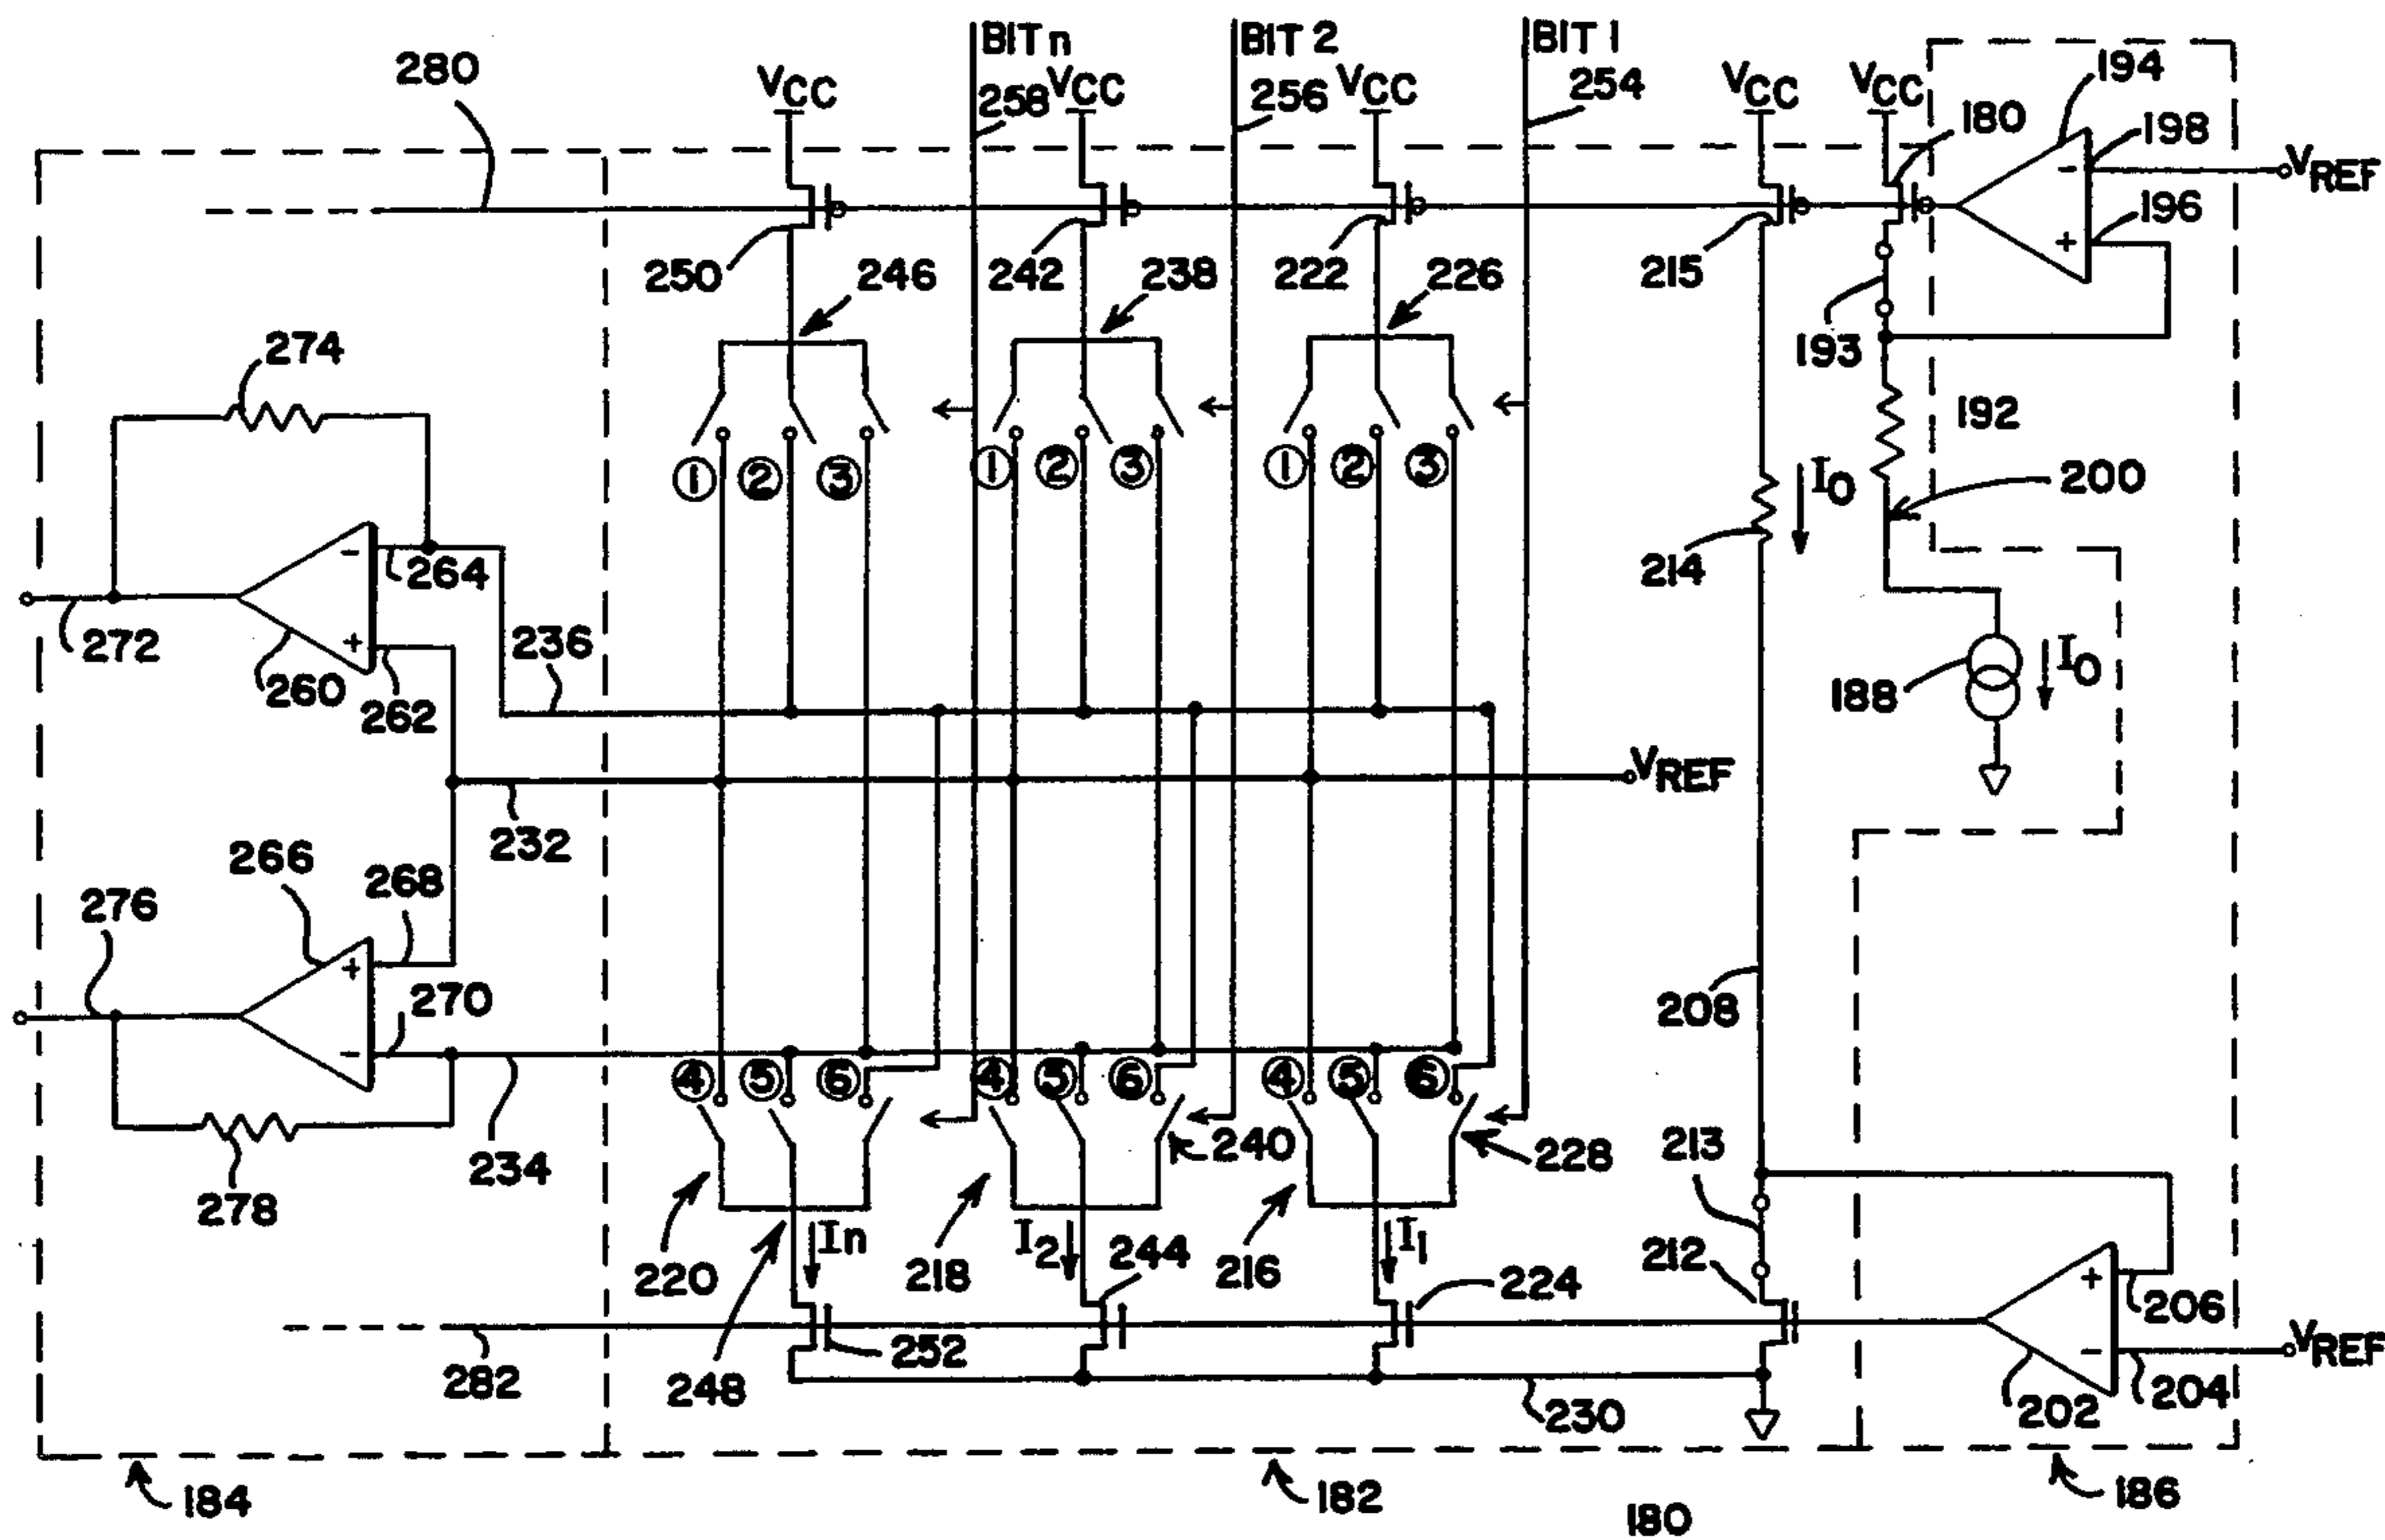 BIT n
BIT 2
BIT 1
280
VCC
258
VCC
256
VCC
254
VCC
VCC
194
180
198
VREF
196
250
246
242
238
222
226
215
193
+
-
274
192
① ② ③
① ② ③
① ② ③
I0
200
-
264
214
272
+
236
I0
260
262
188
VREF
232
266
268
276
+
270
208
-
④ ⑤ ⑥
④ ⑤ ⑥
④ ⑤ ⑥
234
240
228
213
278
In
I2
I1
220
218
244
216
224
212
+
206
282
248
252
-
VREF
230
202
204
184
182
180
186